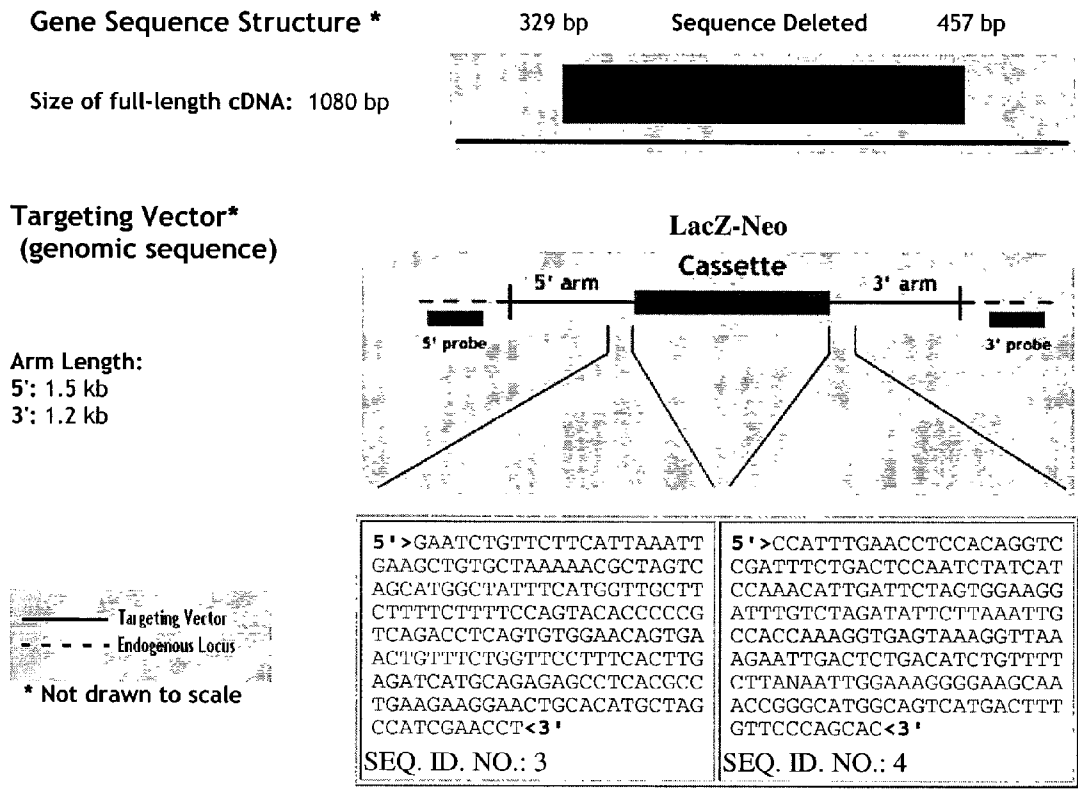 Gene Sequence Structure *
329 bp
Sequence Deleted
457 bp
Size of full-length cDNA: 1080 bp
Targeting Vector*
(genomic sequence)
LacZ-Neo
Cassette
5' arm
3' arm
5' probe
3' probe
Arm Length:
5': 1.5 kb
3': 1.2 kb
5'>GAATCTGTTCTTCATTAAATT
GAAGCTGTGCTAAAAACGCTAGTC
AGCATGGCTATTTCATGGTTGCTT
CTTTTCTTTTCCAGTACACCCCCG
TCAGACCTCAGTGTGGAACAGTGA
ACTGTTTCTGGTTCCTTTCACTTG
AGATCATGCAGAGAGCCTCACGCC
TGAAGAAGGAACTGCACATGCTAG
CCATCGAACCT<3'
SEQ. ID. NO.: 3
5'>CCATTTGAACCTCCACAGGTC
CGATTTCTGACTCCAATCTATCAT
CCAAACATTGATTCTAGTGGAAGG
ATTTGTCTAGATATTCTTAAATTG
CCACCAAAGGTGAGTAAAGGTTAA
AGAATTGACTCTGACATCTGTTTT
CTTANAATTGGAAAGGGGAAGCAA
ACCGGGCATGGCAGTCATGACTTT
GTTCCCAGCAC<3'
SEQ. ID. NO.: 4
Targeting Vector
Endogenous Locus
* Not drawn to scale